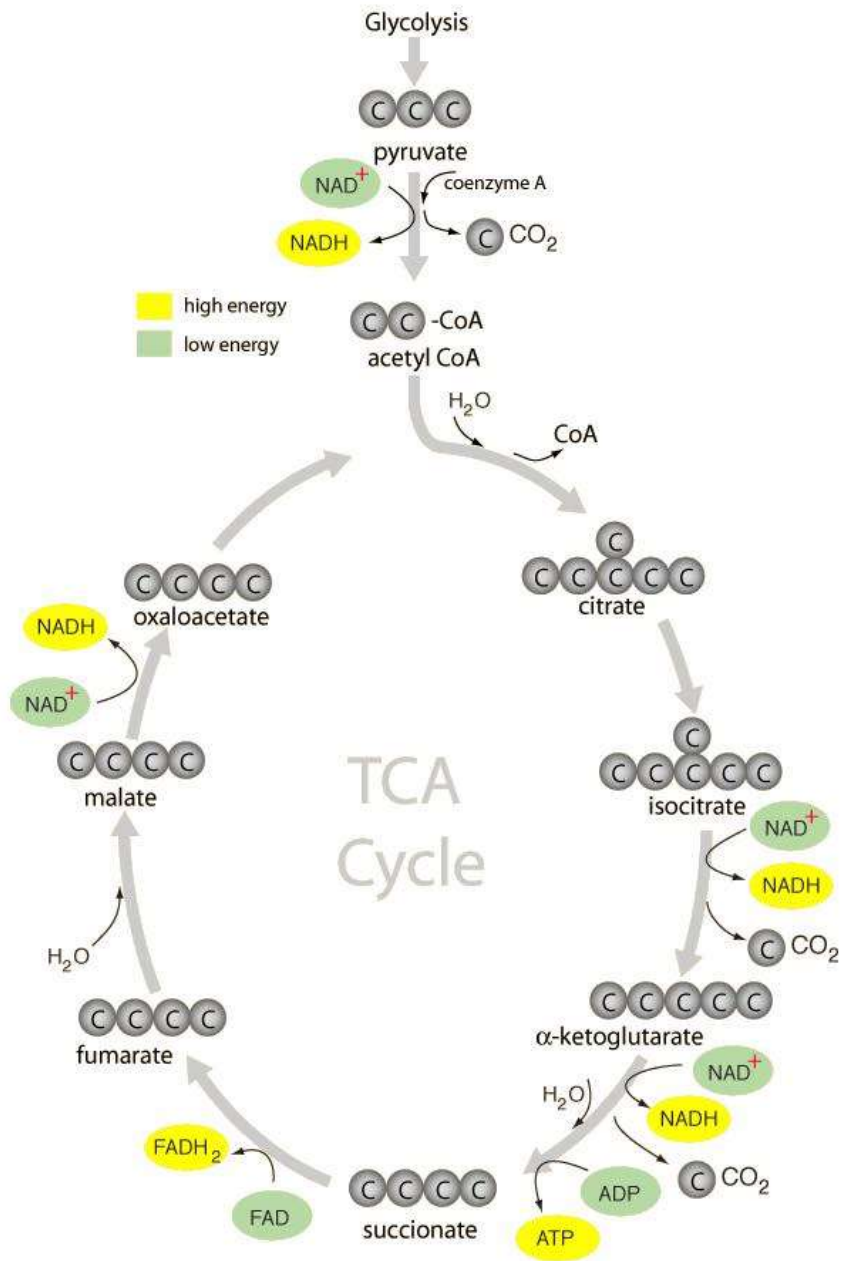 Glycolysis
C C C
pyruvate
NAD+
coenzyme A
NADH
C CO2
high energy
low energy
C C -CoA
acetyl CoA
H2O
CoA
C
C C C C C
citrate
C C C C
oxaloacetate
NADH
NAD+
C C C C
malate
TCA
Cycle
C
C C C C C
isocitrate
NAD+
NADH
C CO2
H2O
C C C C
fumarate
C C C C C
α-ketoglutarate
NAD+
H2O
NADH
C CO2
ADP
ATP
FADH2
FAD
C C C C
succionate